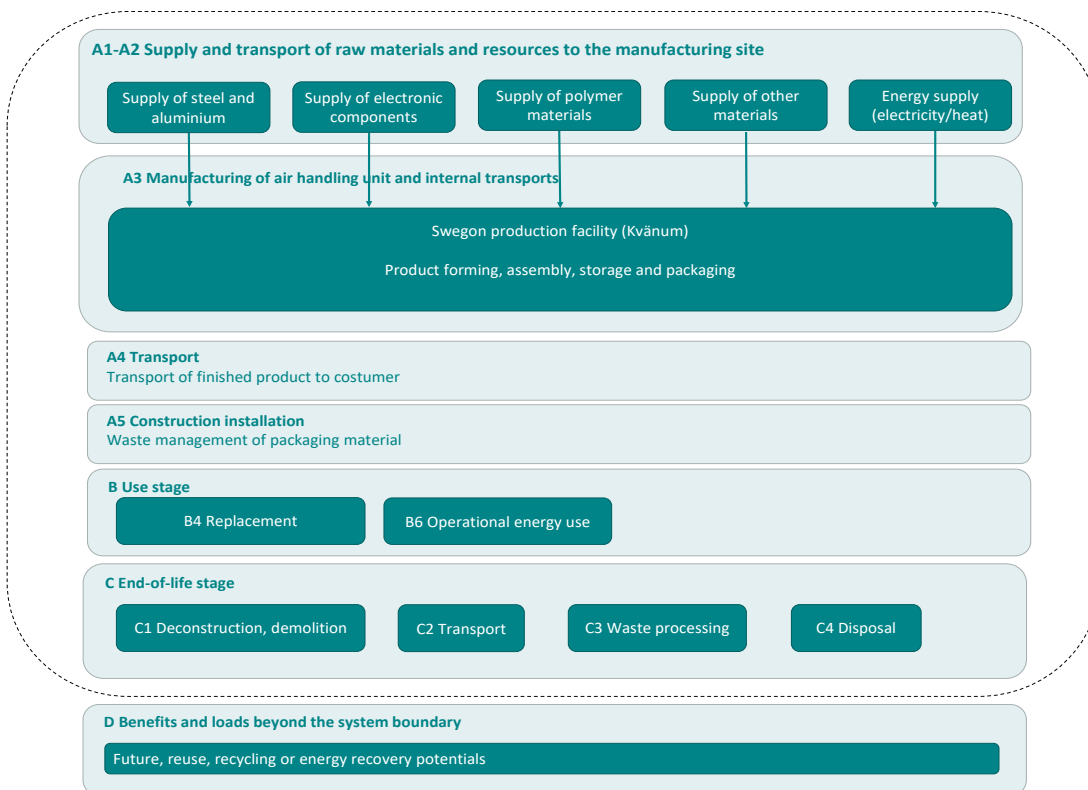 A1-A2 Supply and transport of raw materials and resources to the manufacturing site
Supply of steel and
aluminium
Supply of electronic
components
Supply of polymer
materials
Supply of other
materials
Energy supply
(electricity/heat)
A3 Manufacturing of air handling unit and internal transports
Swegon production facility (Kvänum)
Product forming, assembly, storage and packaging
A4 Transport
Transport of finished product to costumer
A5 Construction installation
Waste management of packaging material
B Use stage
B4 Replacement
B6 Operational energy use
C End-of-life stage
C1 Deconstruction, demolition
C2 Transport
C3 Waste processing
C4 Disposal
D Benefits and loads beyond the system boundary
Future, reuse, recycling or energy recovery potentials